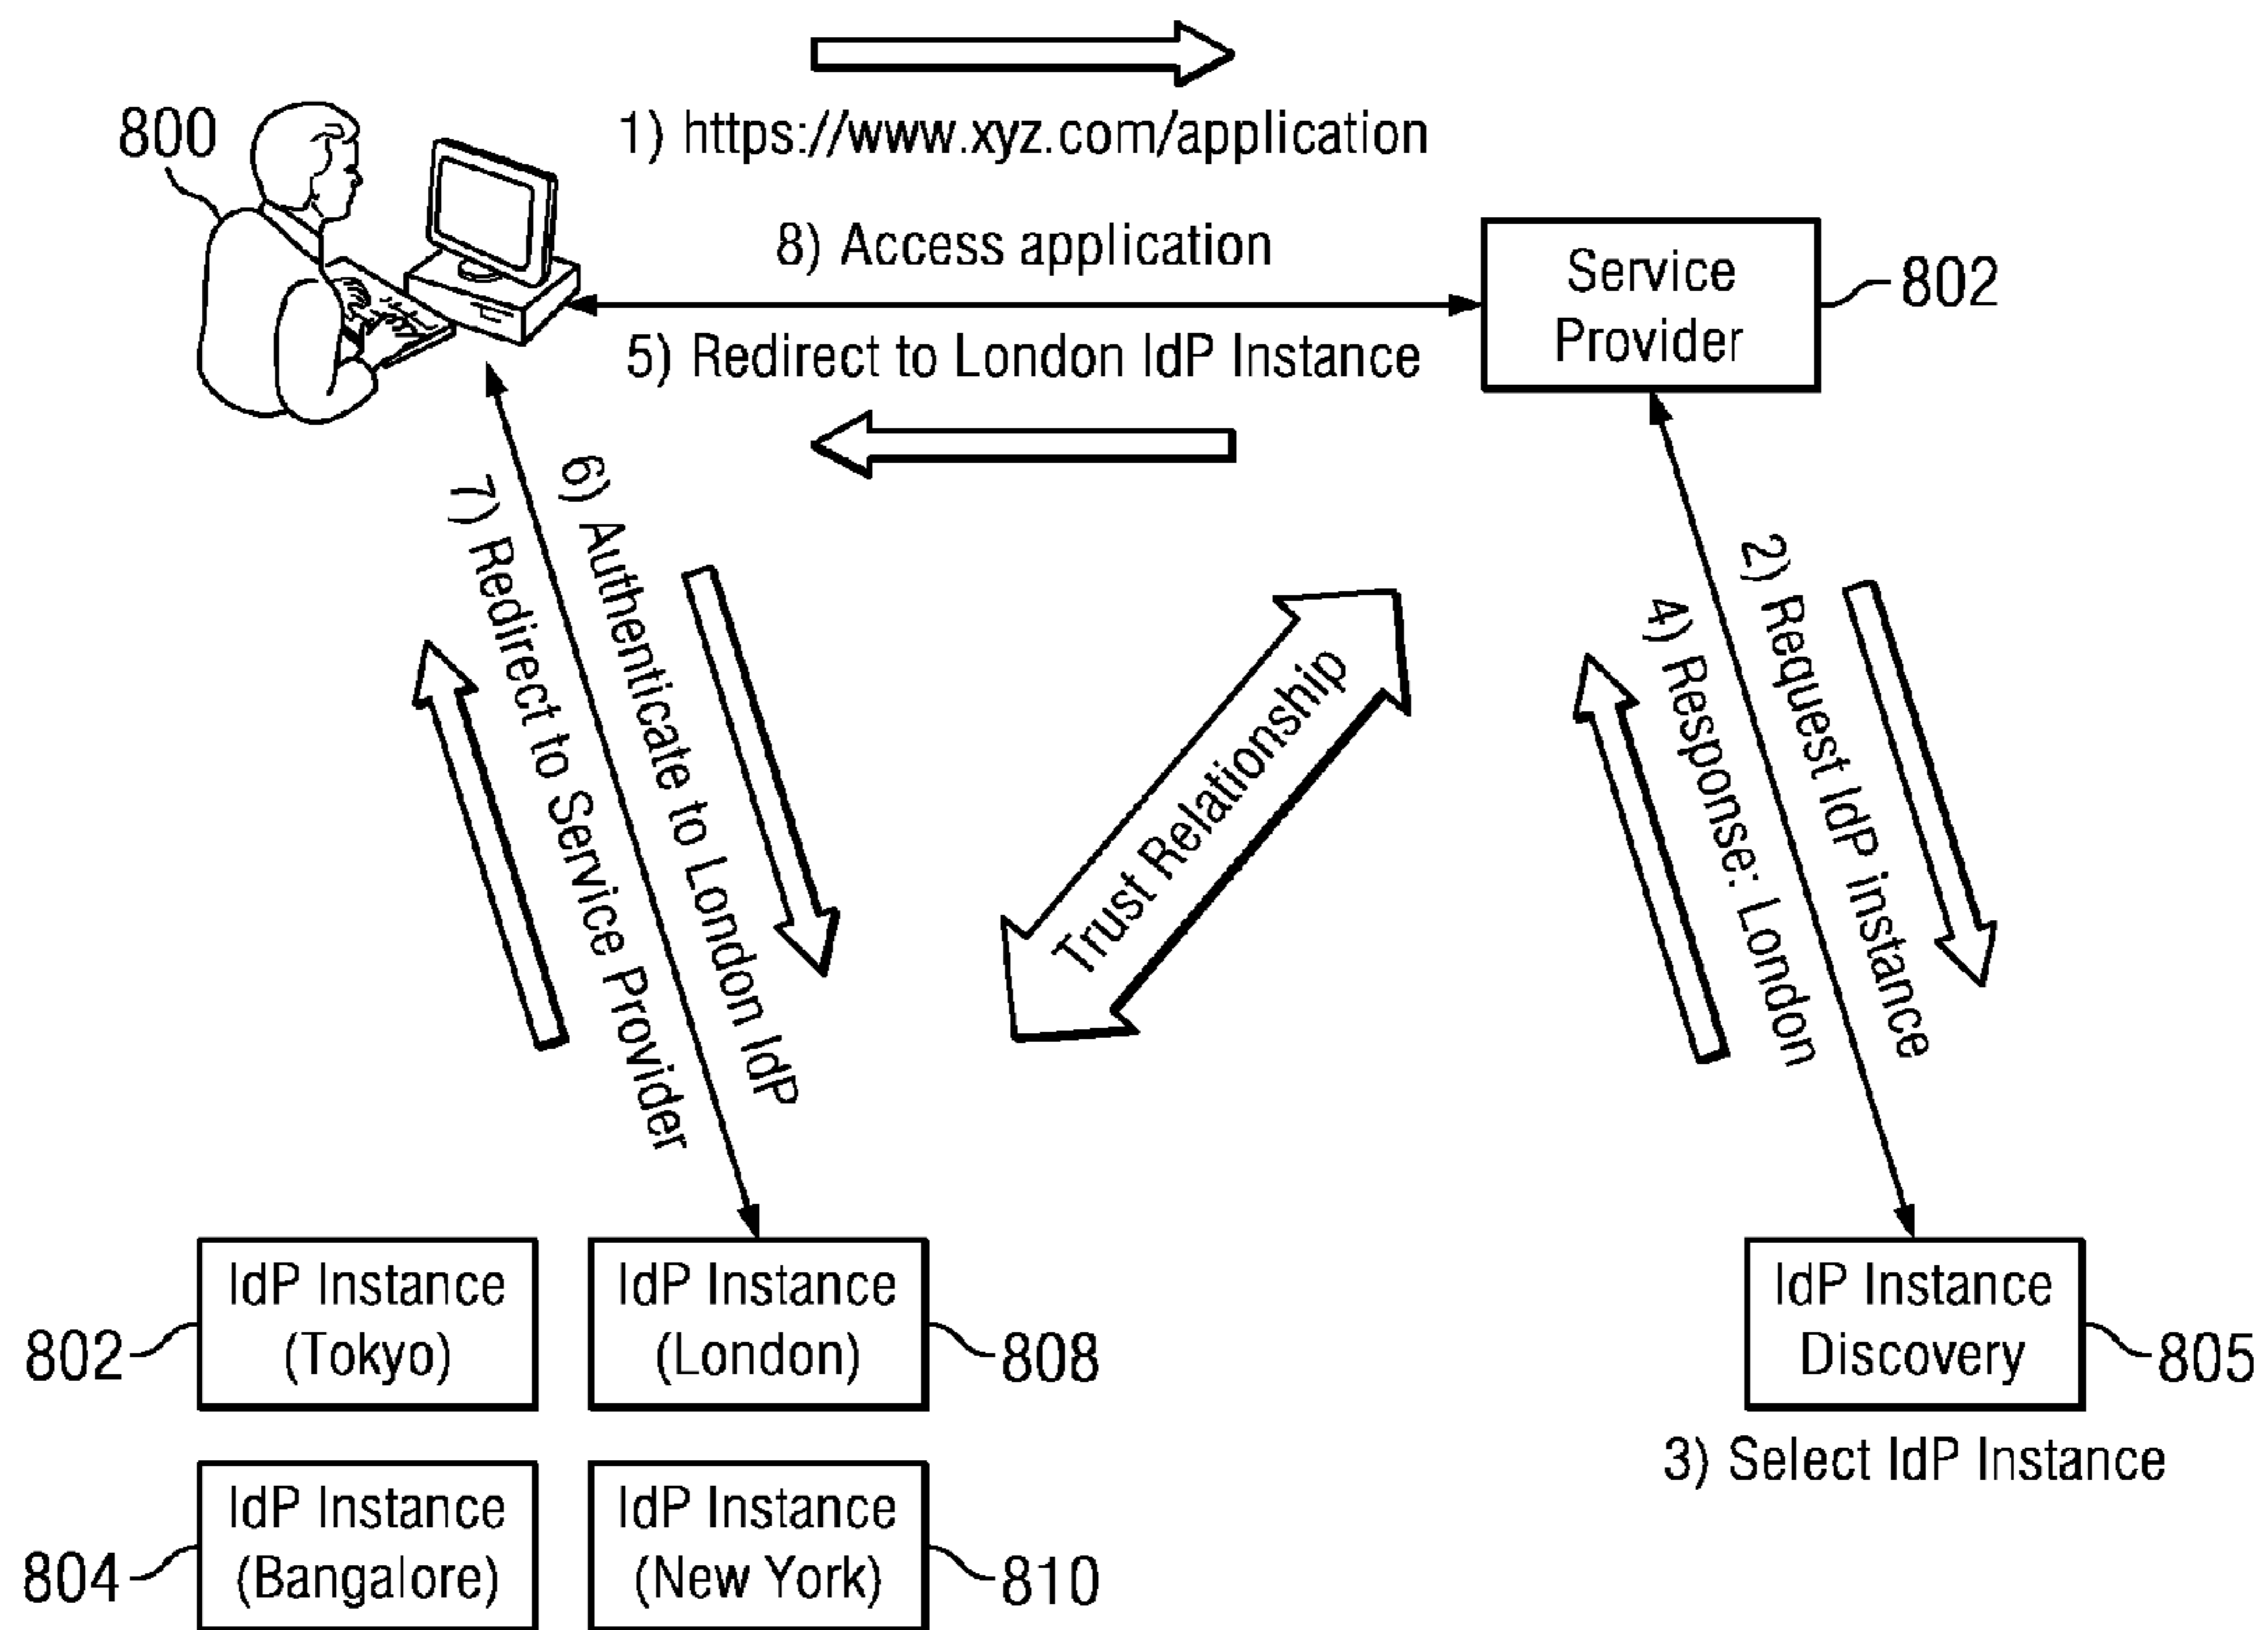 800
1) https://www.xyz.com/application
8) Access application
5) Redirect to London IdP Instance
Service
Provider
802
7) Redirect to Service Provider
6) Authenticate to London IdP
Trust Relationship
4) Response: London
2) Request IdP instance
IdP Instance
(Tokyo)
802
IdP Instance
(London)
808
IdP Instance
Discovery
805
3) Select IdP Instance
IdP Instance
(Bangalore)
804
IdP Instance
(New York)
810